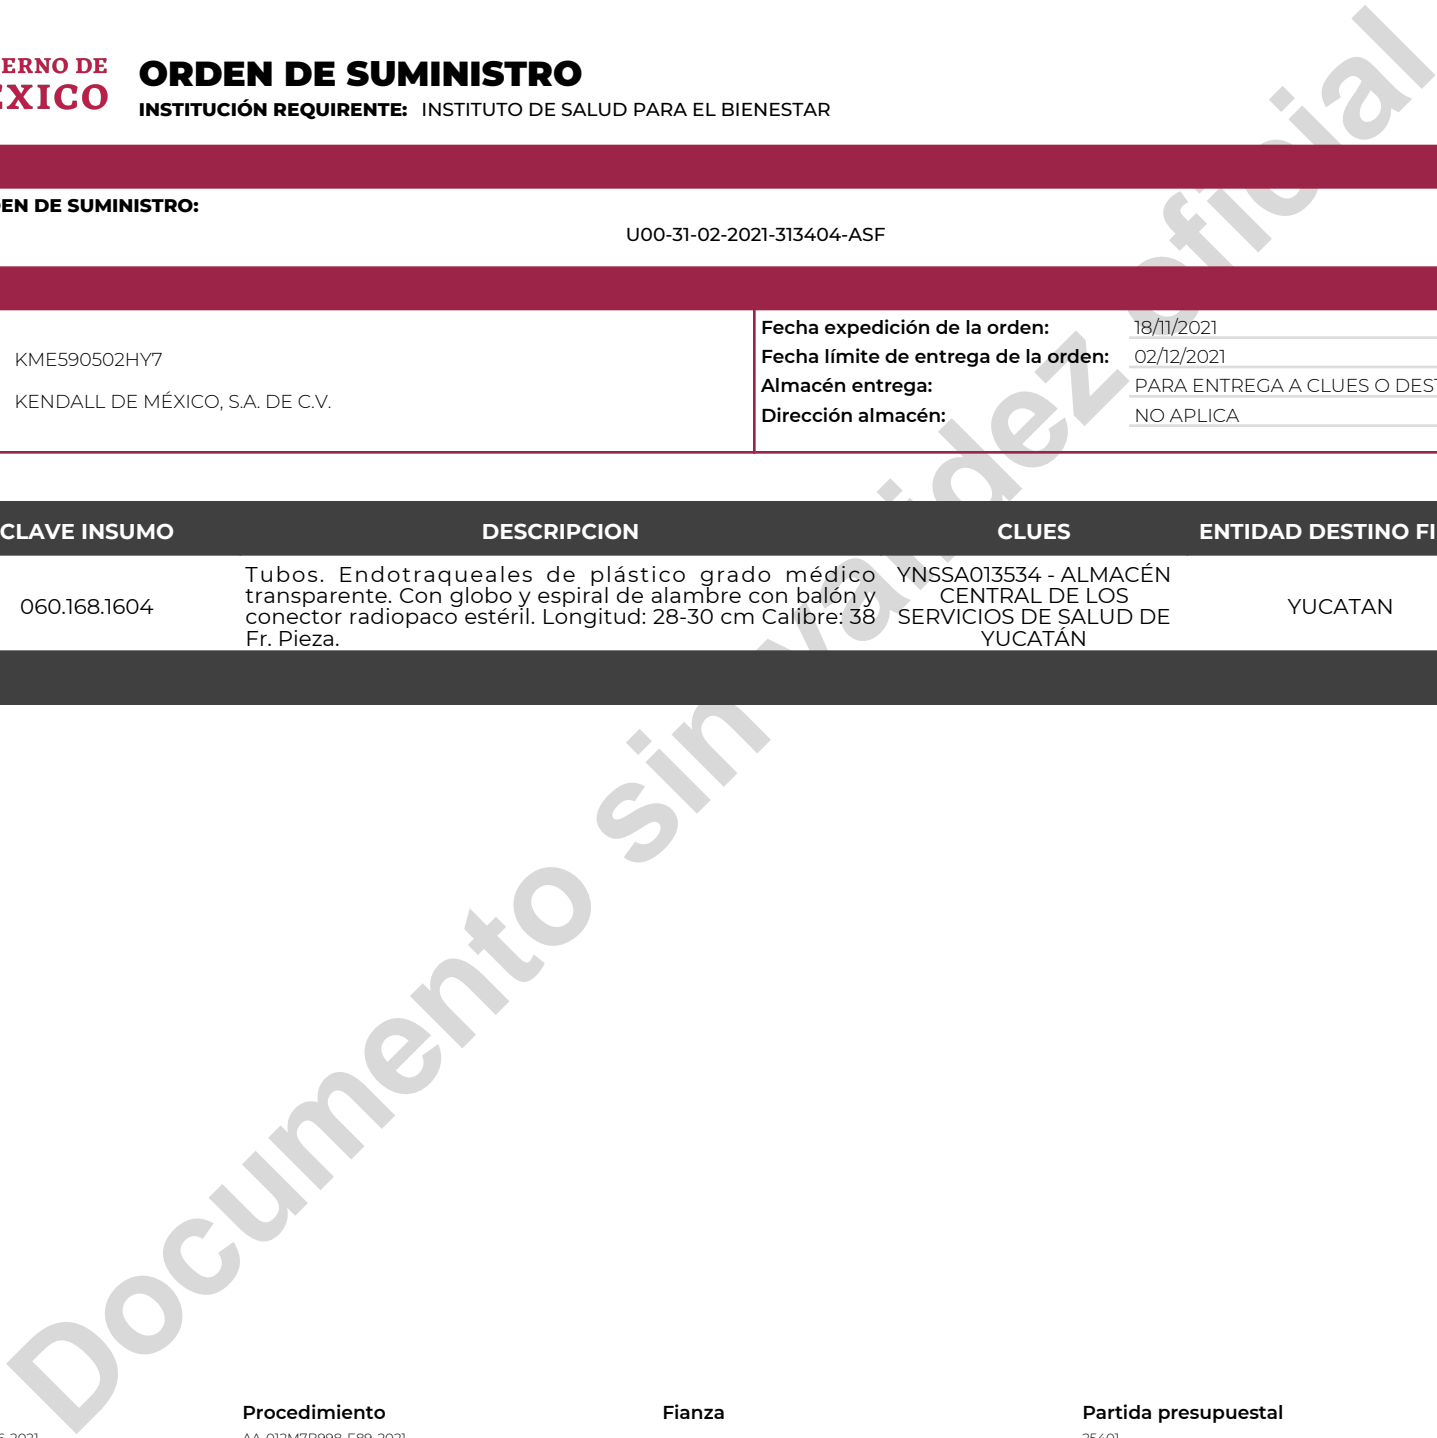 ERNO DE
ÉXICO
ORDEN DE SUMINISTRO
INSTITUCIÓN REQUIRENTE: INSTITUTO DE SALUD PARA EL BIENESTAR
EN DE SUMINISTRO:
U00-31-02-2021-313404-ASF
KME590502HY7
KENDALL DE MÉXICO, S.A. DE C.V.
Fecha expedición de la orden: 18/11/2021
Fecha límite de entrega de la orden: 02/12/2021
Almacén entrega: PARA ENTREGA A CLUES O DEST
Dirección almacén: NO APLICA
CLAVE INSUMO DESCRIPCION CLUES ENTIDAD DESTINO FI
060.168.1604
Tubos. Endotraqueales de plástico grado médico
transparente. Con globo y espiral de alambre con balón y
conector radiopaco estéril. Longitud: 28-30 cm Calibre: 38
Fr. Pieza.
YNSSA013534 - ALMACÉN
CENTRAL DE LOS
SERVICIOS DE SALUD DE
YUCATÁN
YUCATAN
Documento sin validez oficial
Procedimiento Fianza Partida presupuestal